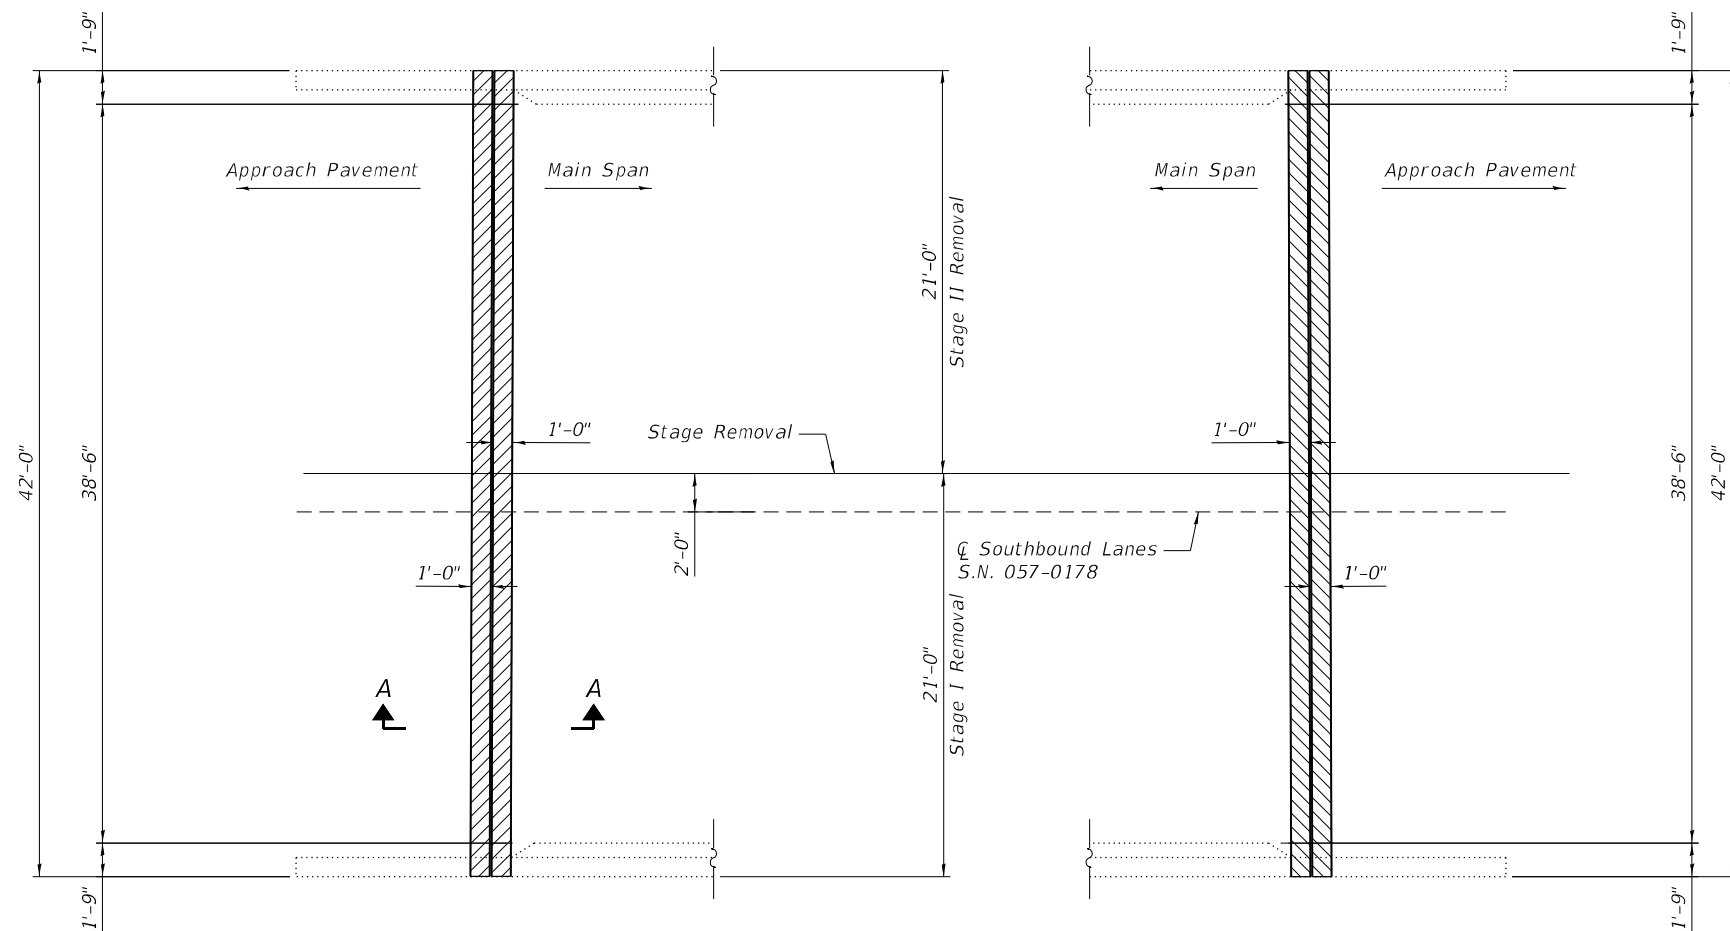 1'-9"
1'-9"
Approach Pavement
Main Span
Main Span
Approach Pavement
21'-0"
Stage II Removal
1'-0"
Stage Removal
1'-0"
42'-0"
38'-6"
38'-6"
42'-0"
2'-0"
℄ Southbound Lanes
S.N. 057-0178
1'-0"
1'-0"
21'-0"
Stage I Removal
A
A
1'-9"
1'-9"